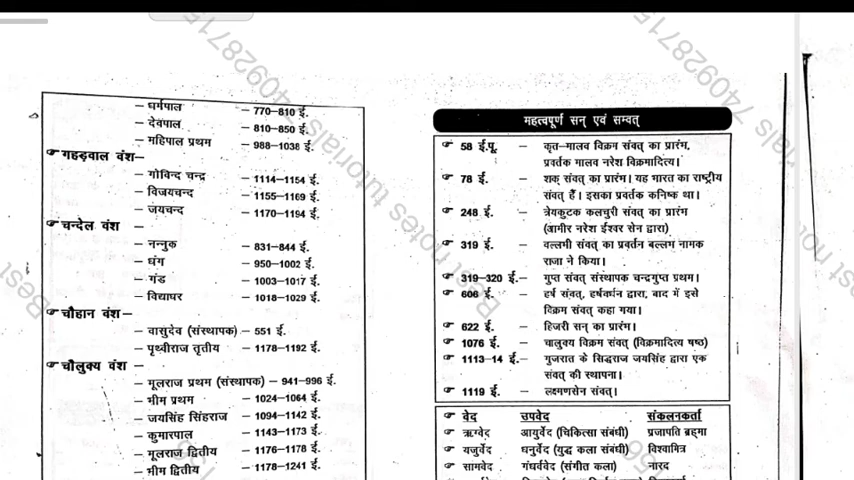 – धर्मपाल – 770–810 ई.
– देवपाल – 810–850 ई.
– महिपाल प्रथम – 988–1038 ई.
☞ गहड़वाल वंश–
– गोविन्द चन्द्र – 1114–1154 ई.
– विजयचन्द – 1155–1169 ई.
– जयचन्द – 1170–1194 ई.
☞ चन्देल वंश –
– नन्नुक – 831–844 ई.
– धंग – 950–1002 ई.
– गंड – 1003–1017 ई.
– विद्याधर – 1018–1029 ई.
☞ चौहान वंश–
– वासुदेव (संस्थापक) – 551 ई.
– पृथ्वीराज तृतीय – 1178–1192 ई.
☞ चौलुक्य वंश –
– मूलराज प्रथम (संस्थापक) – 941–996 ई.
– भीम प्रथम – 1024–1064 ई.
– जयसिंह सिंहराज – 1094–1142 ई.
– कुमारपाल – 1143–1173 ई.
– मूलराज द्वितीय – 1176–1178 ई.
– भीम द्वितीय – 1178–1241 ई.
महत्वपूर्ण सन् एवं सम्वत्
☞ 58 ई.पू. – कृत–मालव विक्रम संवत् का प्रारंभ,
प्रवर्तक मालव नरेश विक्रमादित्य।
☞ 78 ई. – शक् संवत् का प्रारंभ। यह भारत का राष्ट्रीय
संवत् हैं। इसका प्रवर्तक कनिष्क था।
☞ 248 ई. – त्रेयकुटक कलचुरी संवत् का प्रारंभ
(आमीर नरेश ईश्वर सेन द्वारा)
☞ 319 ई. – वल्लभी संवत् का प्रवर्तन बल्लभ नामक
राजा ने किया।
☞ 319–320 ई.– गुप्त संवत् संस्थापक चन्द्रगुप्त प्रथम।
☞ 606 ई. – हर्ष संवत्, हर्षवर्धन द्वारा, बाद में इसे
विक्रम संवत् कहा गया।
☞ 622 ई. – हिजरी सन् का प्रारंभ।
☞ 1076 ई. – चालुक्य विक्रम संवत् (विक्रमादित्य षष्ठ)
☞ 1113–14 ई.– गुजरात के सिद्धराज जयसिंह द्वारा एक
संवत् की स्थापना।
☞ 1119 ई. – लक्ष्मणसेन संवत्।
☞ वेद उपवेद संकलनकर्ता
☞ ऋग्वेद आयुर्वेद (चिकित्सा संबंधी) प्रजापति ब्रह्मा
☞ यजुर्वेद धनुर्वेद (युद्ध कला संबंधी) विश्वामित्र
☞ सामवेद गंधर्ववेद (संगीत कला) नारद
Best notes tutorials 740928715